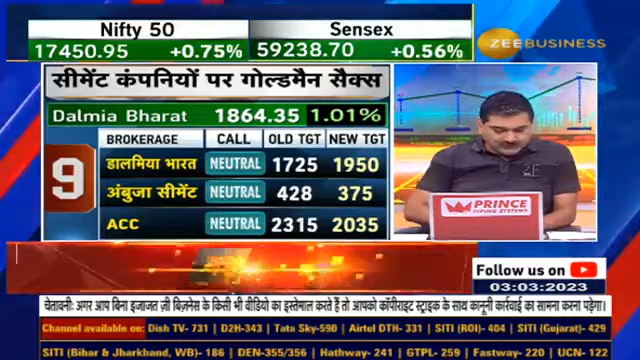 Nifty 50
17450.95 +0.75%
Sensex
59238.70 +0.56%
ZEE BUSINESS
सीमेंट कंपनियों पर गोल्डमैन सैक्स
Dalmia Bharat 1864.35 1.01%
9
BROKERAGE CALL OLD TGT NEW TGT
डालमिया भारत NEUTRAL 1725 1950
अंबुजा सीमेंट NEUTRAL 428 375
ACC NEUTRAL 2315 2035
PRINCE
PIPING SYSTEMS
Follow us on
03:03:2023
चेतावनी: अगर आप बिना इजाजत ज़ी बिज़नेस के किसी भी वीडियो का इस्तेमाल करते हैं तो आपको कॉपीराइट स्ट्राइक के साथ कानूनी कार्रवाई का सामना करना पड़ेगा।
Channel available on: Dish TV- 731 | D2H-343 | Tata Sky-590 | Airtel DTH- 331 | SITI (ROI) - 404 | SITI (Gujarat)- 429
SITI (Bihar & Jharkhand, WB)- 186 | DEN-355/356 | Hathway- 241 | GTPL- 259 | Fastway- 220 | UCN- 122